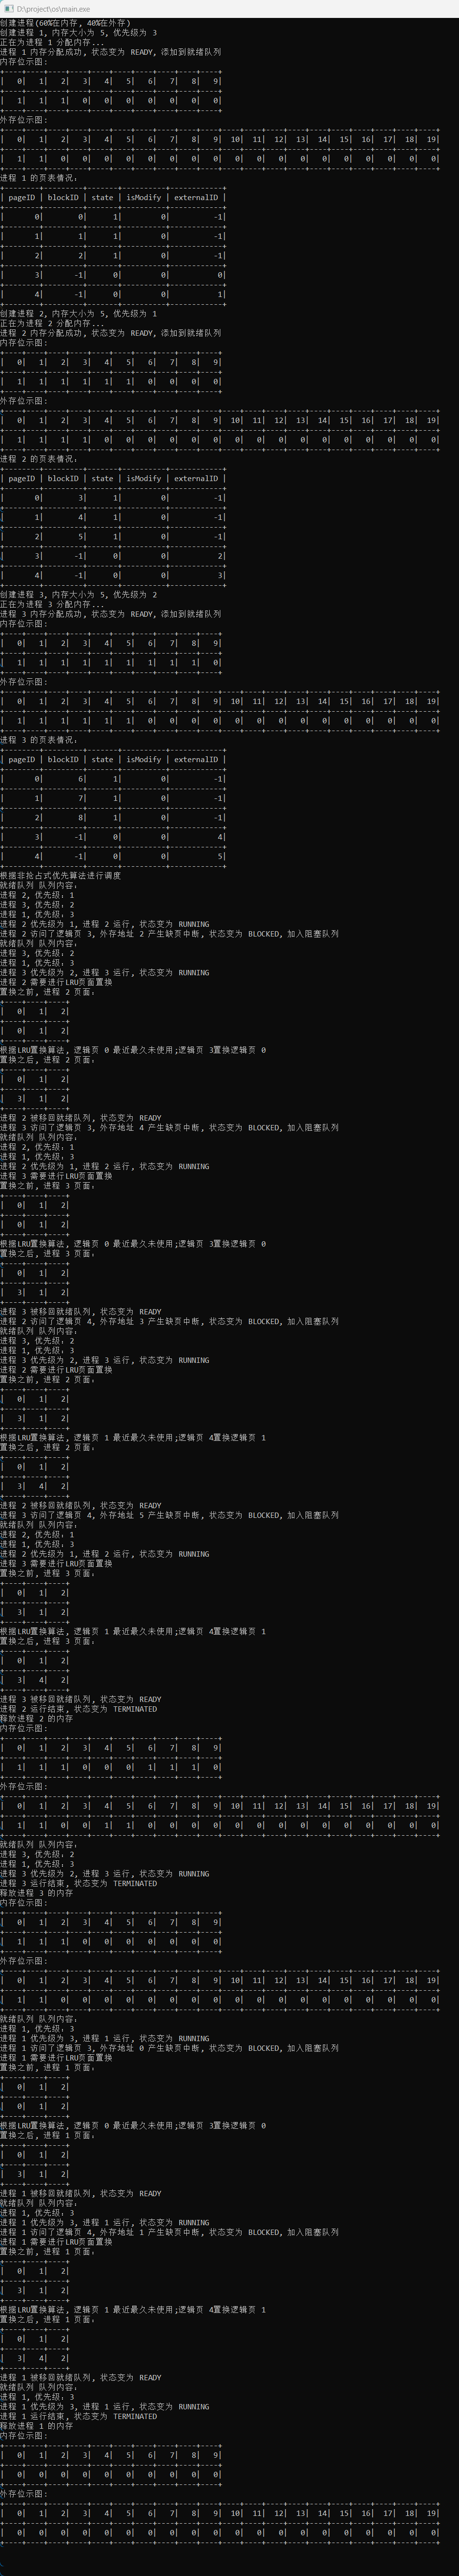 D:\project\os\main.exe
创建进程(60%在内存, 40%在外存)
创建进程 1, 内存大小为 5, 优先级为 3
正在为进程 1 分配内存...
进程 1 内存分配成功, 状态变为 READY, 添加到就绪队列
内存位示图:
+----+----+----+----+----+----+----+----+----+----+
|   0|   1|   2|   3|   4|   5|   6|   7|   8|   9|
+----+----+----+----+----+----+----+----+----+----+
|   1|   1|   1|   0|   0|   0|   0|   0|   0|   0|
+----+----+----+----+----+----+----+----+----+----+
外存位示图:
+----+----+----+----+----+----+----+----+----+----+----+----+----+----+----+----+----+----+----+----+
|   0|   1|   2|   3|   4|   5|   6|   7|   8|   9|  10|  11|  12|  13|  14|  15|  16|  17|  18|  19|
+----+----+----+----+----+----+----+----+----+----+----+----+----+----+----+----+----+----+----+----+
|   1|   1|   0|   0|   0|   0|   0|   0|   0|   0|   0|   0|   0|   0|   0|   0|   0|   0|   0|   0|
+----+----+----+----+----+----+----+----+----+----+----+----+----+----+----+----+----+----+----+----+
进程 1 的页表情况:
+--------+---------+-------+----------+------------+
| pageID | blockID | state | isModify | externalID |
+--------+---------+-------+----------+------------+
|       0|        0|      1|         0|          -1|
+--------+---------+-------+----------+------------+
|       1|        1|      1|         0|          -1|
+--------+---------+-------+----------+------------+
|       2|        2|      1|         0|          -1|
+--------+---------+-------+----------+------------+
|       3|       -1|      0|         0|           0|
+--------+---------+-------+----------+------------+
|       4|       -1|      0|         0|           1|
+--------+---------+-------+----------+------------+
创建进程 2, 内存大小为 5, 优先级为 1
正在为进程 2 分配内存...
进程 2 内存分配成功, 状态变为 READY, 添加到就绪队列
内存位示图:
+----+----+----+----+----+----+----+----+----+----+
|   0|   1|   2|   3|   4|   5|   6|   7|   8|   9|
+----+----+----+----+----+----+----+----+----+----+
|   1|   1|   1|   1|   1|   1|   0|   0|   0|   0|
+----+----+----+----+----+----+----+----+----+----+
外存位示图:
+----+----+----+----+----+----+----+----+----+----+----+----+----+----+----+----+----+----+----+----+
|   0|   1|   2|   3|   4|   5|   6|   7|   8|   9|  10|  11|  12|  13|  14|  15|  16|  17|  18|  19|
+----+----+----+----+----+----+----+----+----+----+----+----+----+----+----+----+----+----+----+----+
|   1|   1|   1|   1|   0|   0|   0|   0|   0|   0|   0|   0|   0|   0|   0|   0|   0|   0|   0|   0|
+----+----+----+----+----+----+----+----+----+----+----+----+----+----+----+----+----+----+----+----+
进程 2 的页表情况:
+--------+---------+-------+----------+------------+
| pageID | blockID | state | isModify | externalID |
+--------+---------+-------+----------+------------+
|       0|        3|      1|         0|          -1|
+--------+---------+-------+----------+------------+
|       1|        4|      1|         0|          -1|
+--------+---------+-------+----------+------------+
|       2|        5|      1|         0|          -1|
+--------+---------+-------+----------+------------+
|       3|       -1|      0|         0|           2|
+--------+---------+-------+----------+------------+
|       4|       -1|      0|         0|           3|
+--------+---------+-------+----------+------------+
创建进程 3, 内存大小为 5, 优先级为 2
正在为进程 3 分配内存...
进程 3 内存分配成功, 状态变为 READY, 添加到就绪队列
内存位示图:
+----+----+----+----+----+----+----+----+----+----+
|   0|   1|   2|   3|   4|   5|   6|   7|   8|   9|
+----+----+----+----+----+----+----+----+----+----+
|   1|   1|   1|   1|   1|   1|   1|   1|   1|   0|
+----+----+----+----+----+----+----+----+----+----+
外存位示图:
+----+----+----+----+----+----+----+----+----+----+----+----+----+----+----+----+----+----+----+----+
|   0|   1|   2|   3|   4|   5|   6|   7|   8|   9|  10|  11|  12|  13|  14|  15|  16|  17|  18|  19|
+----+----+----+----+----+----+----+----+----+----+----+----+----+----+----+----+----+----+----+----+
|   1|   1|   1|   1|   1|   1|   0|   0|   0|   0|   0|   0|   0|   0|   0|   0|   0|   0|   0|   0|
+----+----+----+----+----+----+----+----+----+----+----+----+----+----+----+----+----+----+----+----+
进程 3 的页表情况:
+--------+---------+-------+----------+------------+
| pageID | blockID | state | isModify | externalID |
+--------+---------+-------+----------+------------+
|       0|        6|      1|         0|          -1|
+--------+---------+-------+----------+------------+
|       1|        7|      1|         0|          -1|
+--------+---------+-------+----------+------------+
|       2|        8|      1|         0|          -1|
+--------+---------+-------+----------+------------+
|       3|       -1|      0|         0|           4|
+--------+---------+-------+----------+------------+
|       4|       -1|      0|         0|           5|
+--------+---------+-------+----------+------------+
根据非抢占式优先算法进行调度
就绪队列 队列内容:
进程 2, 优先级: 1
进程 3, 优先级: 2
进程 1, 优先级: 3
进程 2 优先级为 1, 进程 2 运行, 状态变为 RUNNING
进程 2 访问了逻辑页 3, 外存地址 2 产生缺页中断, 状态变为 BLOCKED, 加入阻塞队列
就绪队列 队列内容:
进程 3, 优先级: 2
进程 1, 优先级: 3
进程 3 优先级为 2, 进程 3 运行, 状态变为 RUNNING
进程 2 需要进行LRU页面置换
置换之前, 进程 2 页面:
+----+----+----+
|   0|   1|   2|
+----+----+----+
|   0|   1|   2|
+----+----+----+
根据LRU置换算法, 逻辑页 0 最近最久未使用;逻辑页 3置换逻辑页 0
置换之后, 进程 2 页面:
+----+----+----+
|   0|   1|   2|
+----+----+----+
|   3|   1|   2|
+----+----+----+
进程 2 被移回就绪队列, 状态变为 READY
进程 3 访问了逻辑页 3, 外存地址 4 产生缺页中断, 状态变为 BLOCKED, 加入阻塞队列
就绪队列 队列内容:
进程 2, 优先级: 1
进程 1, 优先级: 3
进程 2 优先级为 1, 进程 2 运行, 状态变为 RUNNING
进程 3 需要进行LRU页面置换
置换之前, 进程 3 页面:
+----+----+----+
|   0|   1|   2|
+----+----+----+
|   0|   1|   2|
+----+----+----+
根据LRU置换算法, 逻辑页 0 最近最久未使用;逻辑页 3置换逻辑页 0
置换之后, 进程 3 页面:
+----+----+----+
|   0|   1|   2|
+----+----+----+
|   3|   1|   2|
+----+----+----+
进程 3 被移回就绪队列, 状态变为 READY
进程 2 访问了逻辑页 4, 外存地址 3 产生缺页中断, 状态变为 BLOCKED, 加入阻塞队列
就绪队列 队列内容:
进程 3, 优先级: 2
进程 1, 优先级: 3
进程 3 优先级为 2, 进程 3 运行, 状态变为 RUNNING
进程 2 需要进行LRU页面置换
置换之前, 进程 2 页面:
+----+----+----+
|   0|   1|   2|
+----+----+----+
|   3|   1|   2|
+----+----+----+
根据LRU置换算法, 逻辑页 1 最近最久未使用;逻辑页 4置换逻辑页 1
置换之后, 进程 2 页面:
+----+----+----+
|   0|   1|   2|
+----+----+----+
|   3|   4|   2|
+----+----+----+
进程 2 被移回就绪队列, 状态变为 READY
进程 3 访问了逻辑页 4, 外存地址 5 产生缺页中断, 状态变为 BLOCKED, 加入阻塞队列
就绪队列 队列内容:
进程 2, 优先级: 1
进程 1, 优先级: 3
进程 2 优先级为 1, 进程 2 运行, 状态变为 RUNNING
进程 3 需要进行LRU页面置换
置换之前, 进程 3 页面:
+----+----+----+
|   0|   1|   2|
+----+----+----+
|   3|   1|   2|
+----+----+----+
根据LRU置换算法, 逻辑页 1 最近最久未使用;逻辑页 4置换逻辑页 1
置换之后, 进程 3 页面:
+----+----+----+
|   0|   1|   2|
+----+----+----+
|   3|   4|   2|
+----+----+----+
进程 3 被移回就绪队列, 状态变为 READY
进程 2 运行结束, 状态变为 TERMINATED
释放进程 2 的内存
内存位示图:
+----+----+----+----+----+----+----+----+----+----+
|   0|   1|   2|   3|   4|   5|   6|   7|   8|   9|
+----+----+----+----+----+----+----+----+----+----+
|   1|   1|   1|   0|   0|   0|   1|   1|   1|   0|
+----+----+----+----+----+----+----+----+----+----+
外存位示图:
+----+----+----+----+----+----+----+----+----+----+----+----+----+----+----+----+----+----+----+----+
|   0|   1|   2|   3|   4|   5|   6|   7|   8|   9|  10|  11|  12|  13|  14|  15|  16|  17|  18|  19|
+----+----+----+----+----+----+----+----+----+----+----+----+----+----+----+----+----+----+----+----+
|   1|   1|   0|   0|   1|   1|   0|   0|   0|   0|   0|   0|   0|   0|   0|   0|   0|   0|   0|   0|
+----+----+----+----+----+----+----+----+----+----+----+----+----+----+----+----+----+----+----+----+
就绪队列 队列内容:
进程 3, 优先级: 2
进程 1, 优先级: 3
进程 3 优先级为 2, 进程 3 运行, 状态变为 RUNNING
进程 3 运行结束, 状态变为 TERMINATED
释放进程 3 的内存
内存位示图:
+----+----+----+----+----+----+----+----+----+----+
|   0|   1|   2|   3|   4|   5|   6|   7|   8|   9|
+----+----+----+----+----+----+----+----+----+----+
|   1|   1|   1|   0|   0|   0|   0|   0|   0|   0|
+----+----+----+----+----+----+----+----+----+----+
外存位示图:
+----+----+----+----+----+----+----+----+----+----+----+----+----+----+----+----+----+----+----+----+
|   0|   1|   2|   3|   4|   5|   6|   7|   8|   9|  10|  11|  12|  13|  14|  15|  16|  17|  18|  19|
+----+----+----+----+----+----+----+----+----+----+----+----+----+----+----+----+----+----+----+----+
|   1|   1|   0|   0|   0|   0|   0|   0|   0|   0|   0|   0|   0|   0|   0|   0|   0|   0|   0|   0|
+----+----+----+----+----+----+----+----+----+----+----+----+----+----+----+----+----+----+----+----+
就绪队列 队列内容:
进程 1, 优先级: 3
进程 1 优先级为 3, 进程 1 运行, 状态变为 RUNNING
进程 1 访问了逻辑页 3, 外存地址 0 产生缺页中断, 状态变为 BLOCKED, 加入阻塞队列
进程 1 需要进行LRU页面置换
置换之前, 进程 1 页面:
+----+----+----+
|   0|   1|   2|
+----+----+----+
|   0|   1|   2|
+----+----+----+
根据LRU置换算法, 逻辑页 0 最近最久未使用;逻辑页 3置换逻辑页 0
置换之后, 进程 1 页面:
+----+----+----+
|   0|   1|   2|
+----+----+----+
|   3|   1|   2|
+----+----+----+
进程 1 被移回就绪队列, 状态变为 READY
就绪队列 队列内容:
进程 1, 优先级: 3
进程 1 优先级为 3, 进程 1 运行, 状态变为 RUNNING
进程 1 访问了逻辑页 4, 外存地址 1 产生缺页中断, 状态变为 BLOCKED, 加入阻塞队列
进程 1 需要进行LRU页面置换
置换之前, 进程 1 页面:
+----+----+----+
|   0|   1|   2|
+----+----+----+
|   3|   1|   2|
+----+----+----+
根据LRU置换算法, 逻辑页 1 最近最久未使用;逻辑页 4置换逻辑页 1
置换之后, 进程 1 页面:
+----+----+----+
|   0|   1|   2|
+----+----+----+
|   3|   4|   2|
+----+----+----+
进程 1 被移回就绪队列, 状态变为 READY
就绪队列 队列内容:
进程 1, 优先级: 3
进程 1 优先级为 3, 进程 1 运行, 状态变为 RUNNING
进程 1 运行结束, 状态变为 TERMINATED
释放进程 1 的内存
内存位示图:
+----+----+----+----+----+----+----+----+----+----+
|   0|   1|   2|   3|   4|   5|   6|   7|   8|   9|
+----+----+----+----+----+----+----+----+----+----+
|   0|   0|   0|   0|   0|   0|   0|   0|   0|   0|
+----+----+----+----+----+----+----+----+----+----+
外存位示图:
+----+----+----+----+----+----+----+----+----+----+----+----+----+----+----+----+----+----+----+----+
|   0|   1|   2|   3|   4|   5|   6|   7|   8|   9|  10|  11|  12|  13|  14|  15|  16|  17|  18|  19|
+----+----+----+----+----+----+----+----+----+----+----+----+----+----+----+----+----+----+----+----+
|   0|   0|   0|   0|   0|   0|   0|   0|   0|   0|   0|   0|   0|   0|   0|   0|   0|   0|   0|   0|
+----+----+----+----+----+----+----+----+----+----+----+----+----+----+----+----+----+----+----+----+